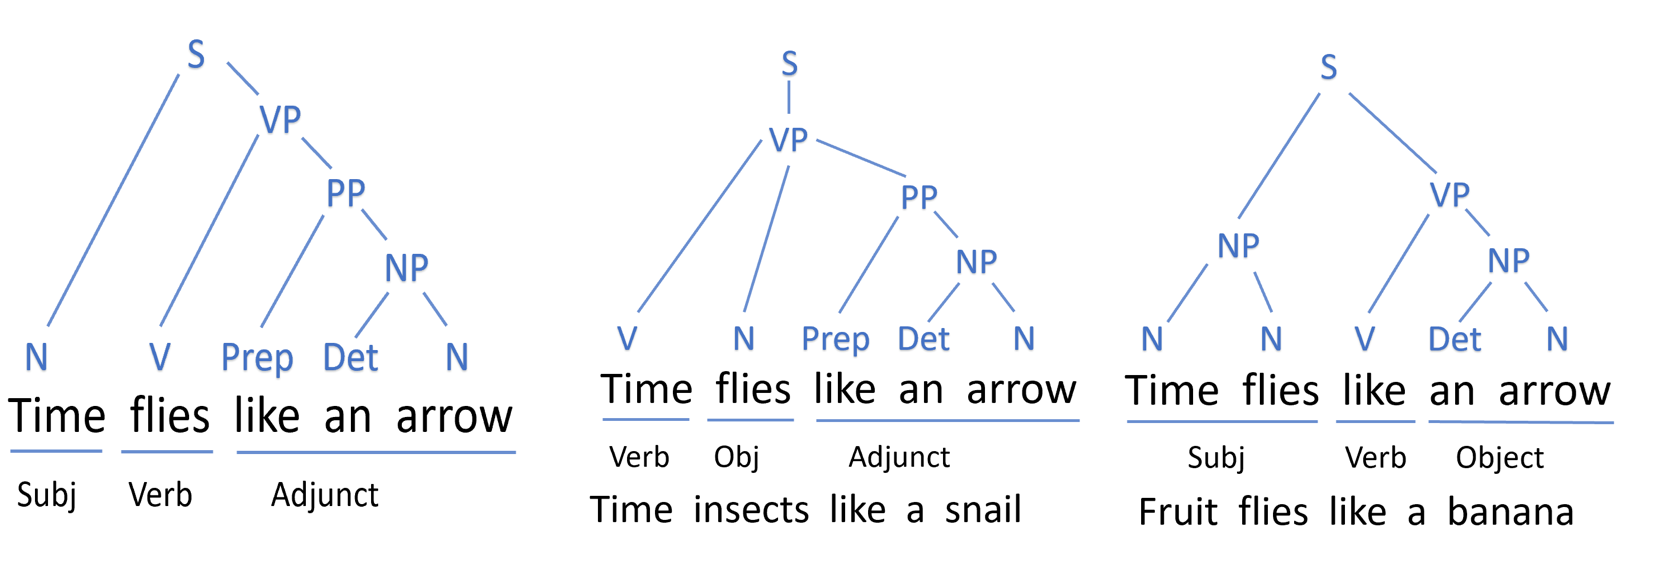 S
VP
PP
NP
N V Prep Det N
Time flies like an arrow
Subj Verb Adjunct
S
VP
PP
NP
V N Prep Det N
Time flies like an arrow
Verb Obj Adjunct
Time insects like a snail
S
VP
NP NP
N N V Det N
Time flies like an arrow
Subj Verb Object
Fruit flies like a banana